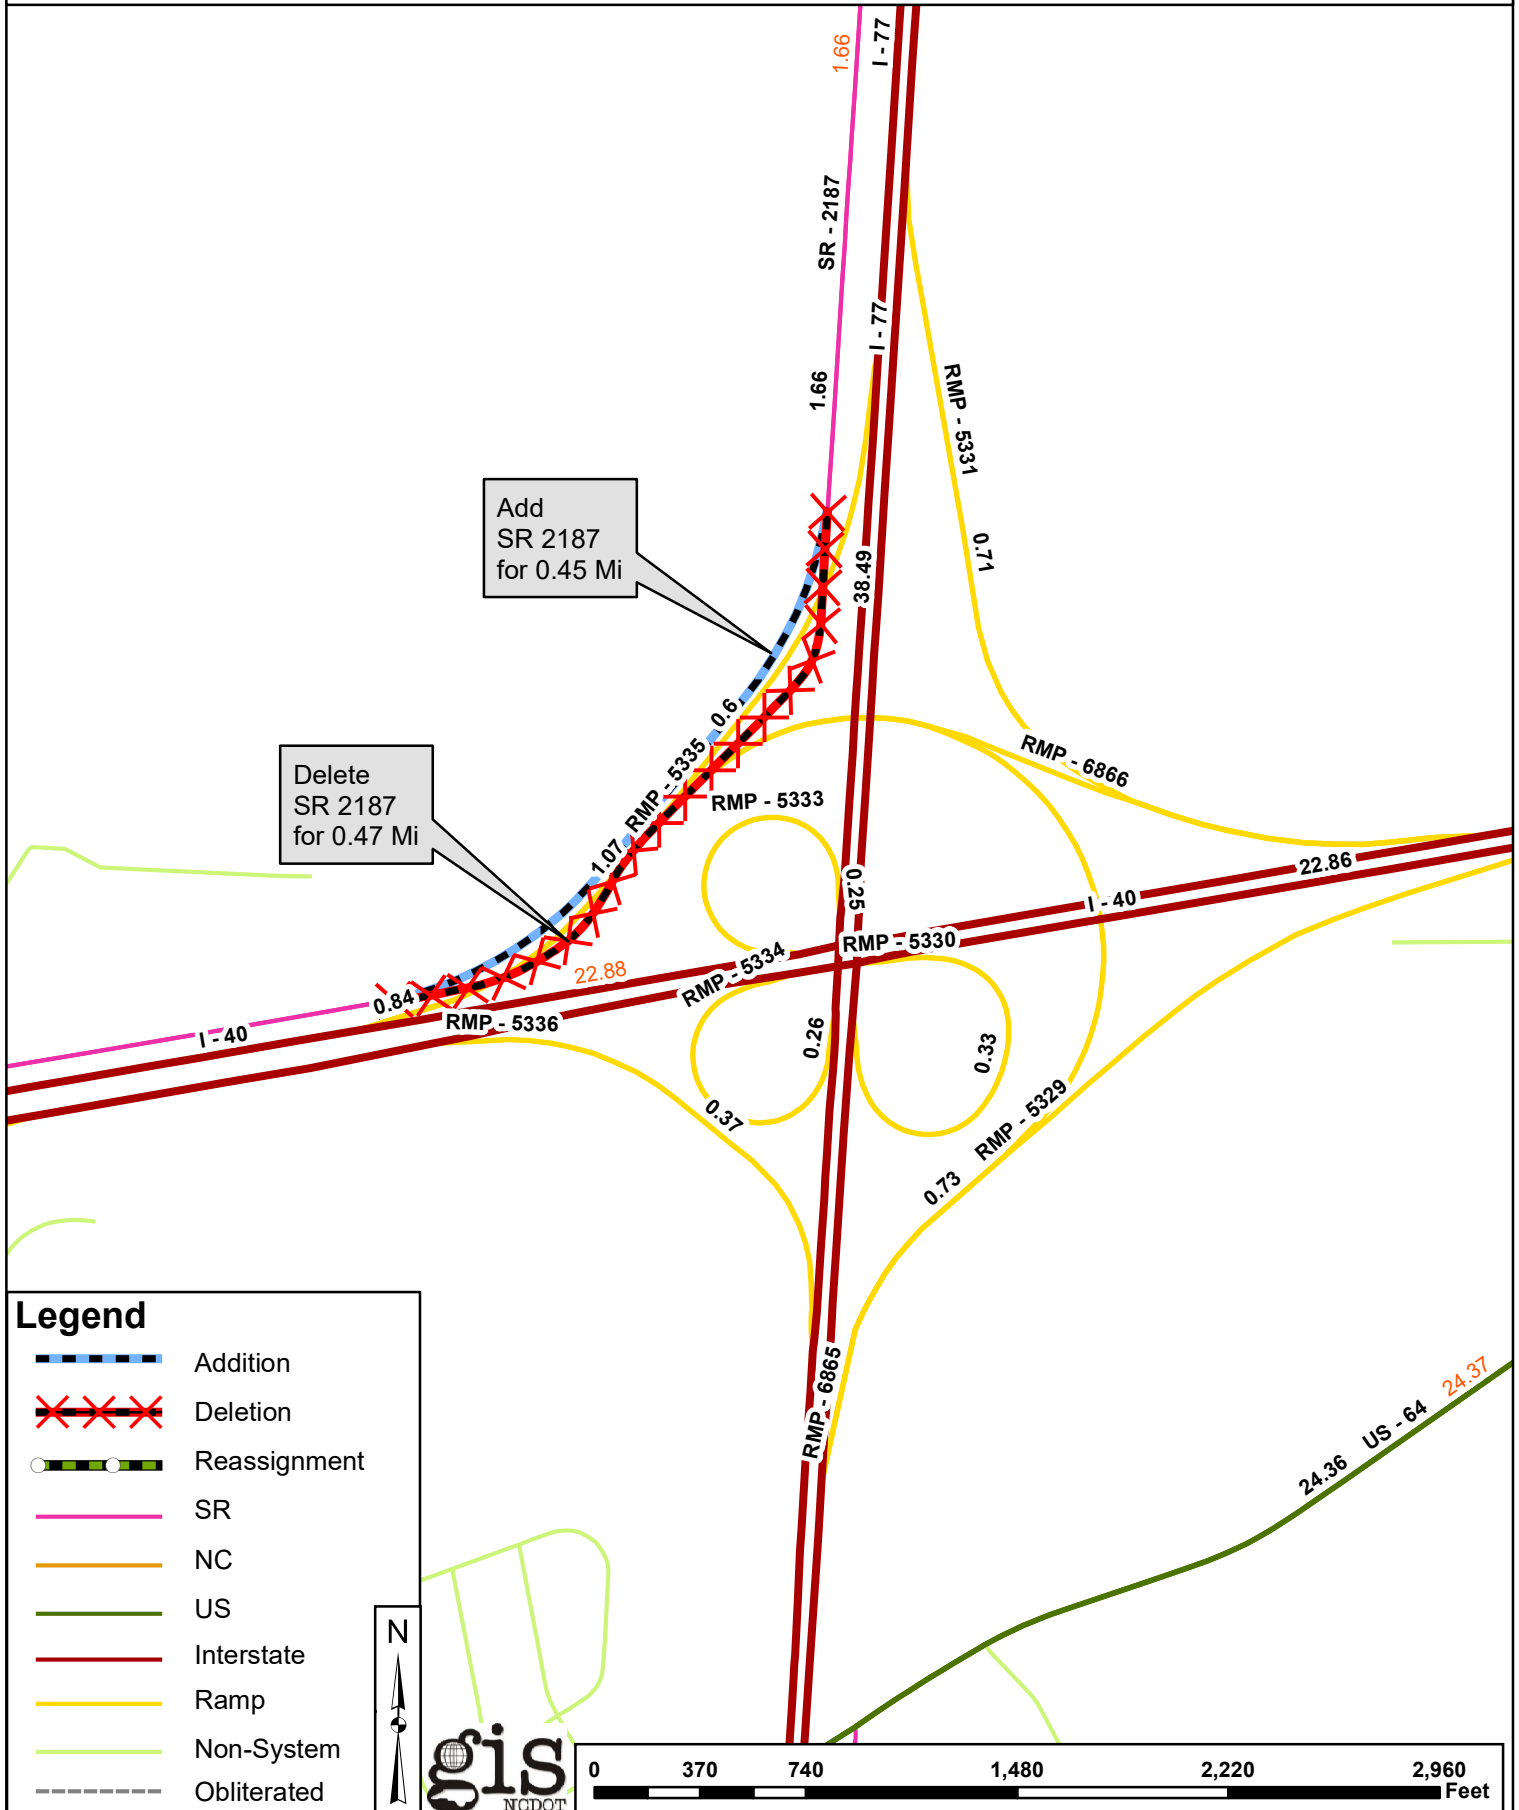 1.66
I - 77
SR - 2187
I - 77
1.66
RMP - 5331
Add
SR 2187
for 0.45 Mi
38.49
0.71
0.6
RMP - 5335
RMP - 6866
Delete
SR 2187
for 0.47 Mi
RMP - 5333
1.07
22.86
0.25
I - 40
RMP - 5330
22.88
RMP - 5334
0.84
RMP - 5336
I - 40
0.26
0.33
0.37
RMP - 5329
0.73
RMP - 6865
24.37
US - 64
24.36
Legend
Addition
Deletion
Reassignment
SR
NC
US
Interstate
Ramp
Non-System
Obliterated
N
gis
NCDOT
0 370 740 1,480 2,220 2,960
Feet